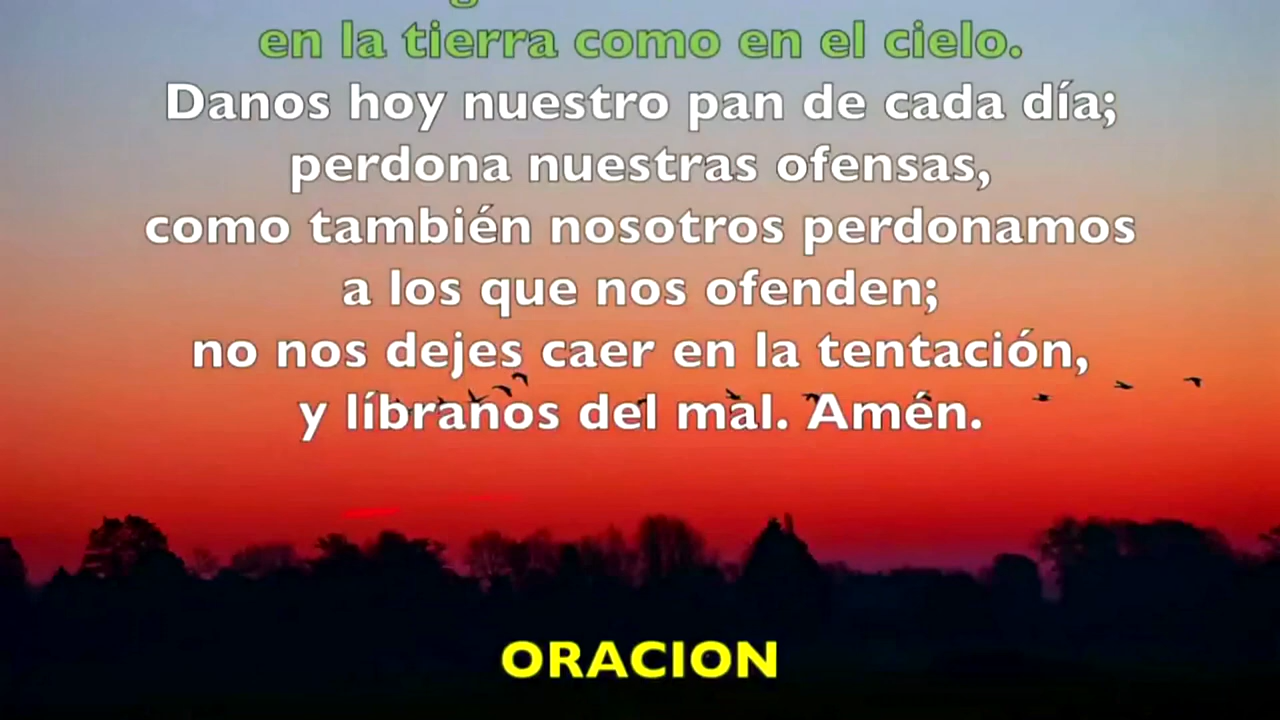 en la tierra como en el cielo.
Danos hoy nuestro pan de cada día;
perdona nuestras ofensas,
como también nosotros perdonamos
a los que nos ofenden;
no nos dejes caer en la tentación,
y líbranos del mal. Amén.
ORACION